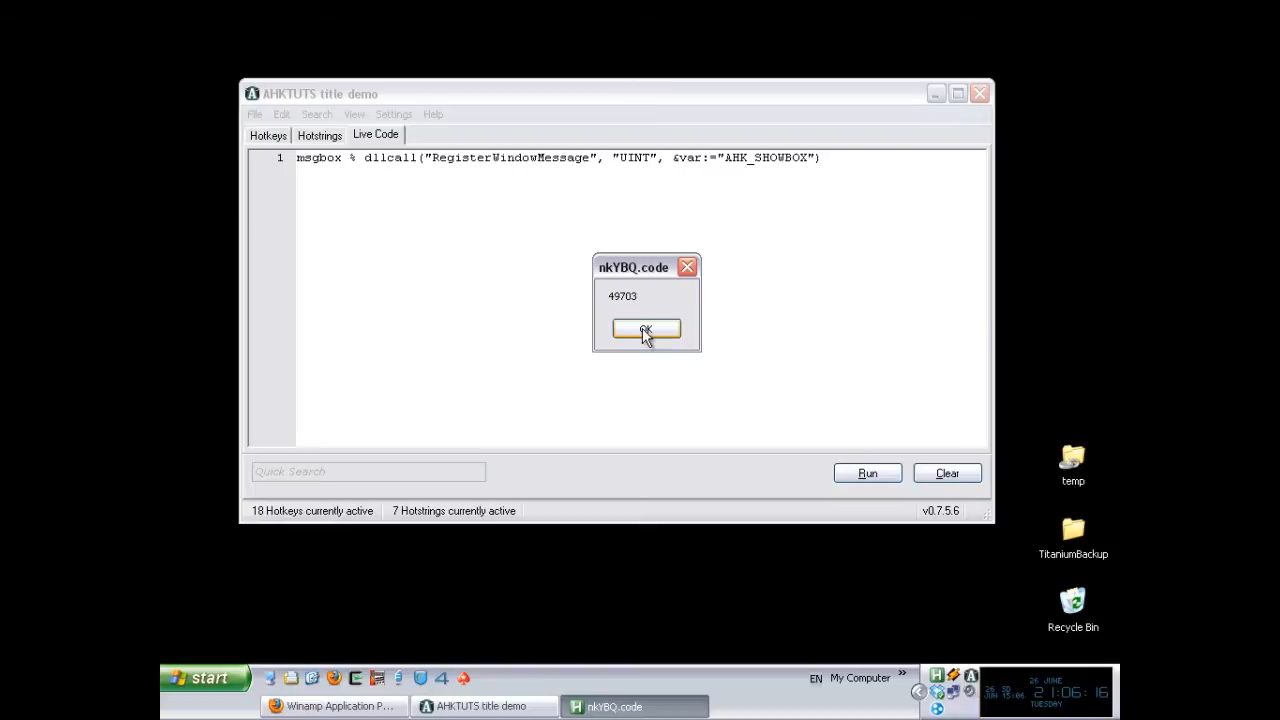 AHKTUTS title demo
File Edit Search View Settings Help
Hotkeys Hotstrings Live Code
1 msgbox % dllcall("RegisterWindowMessage", "UINT", &var:="AHK_SHOWBOX")
nkYBQ.code
49703
OK
Quick Search
Run Clear
18 Hotkeys currently active 7 Hotstrings currently active v0.7.5.6
temp
TitaniumBackup
Recycle Bin
start
EN My Computer »
Winamp Application P...
AHKTUTS title demo
nkYBQ.code
26 JUNE
21:06:16
TUESDAY